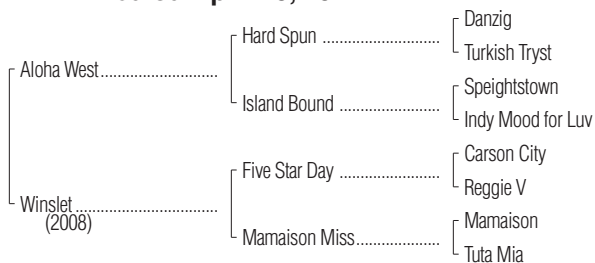 Danzig
Hard Spun ..........................
Turkish Tryst
Aloha West..........................
Speightstown
Island Bound ......................
Indy Mood for Luv
Carson City
Five Star Day ......................
Reggie V
Winslet................................
(2008)
Mamaison
Mamaison Miss..................
Tuta Mia